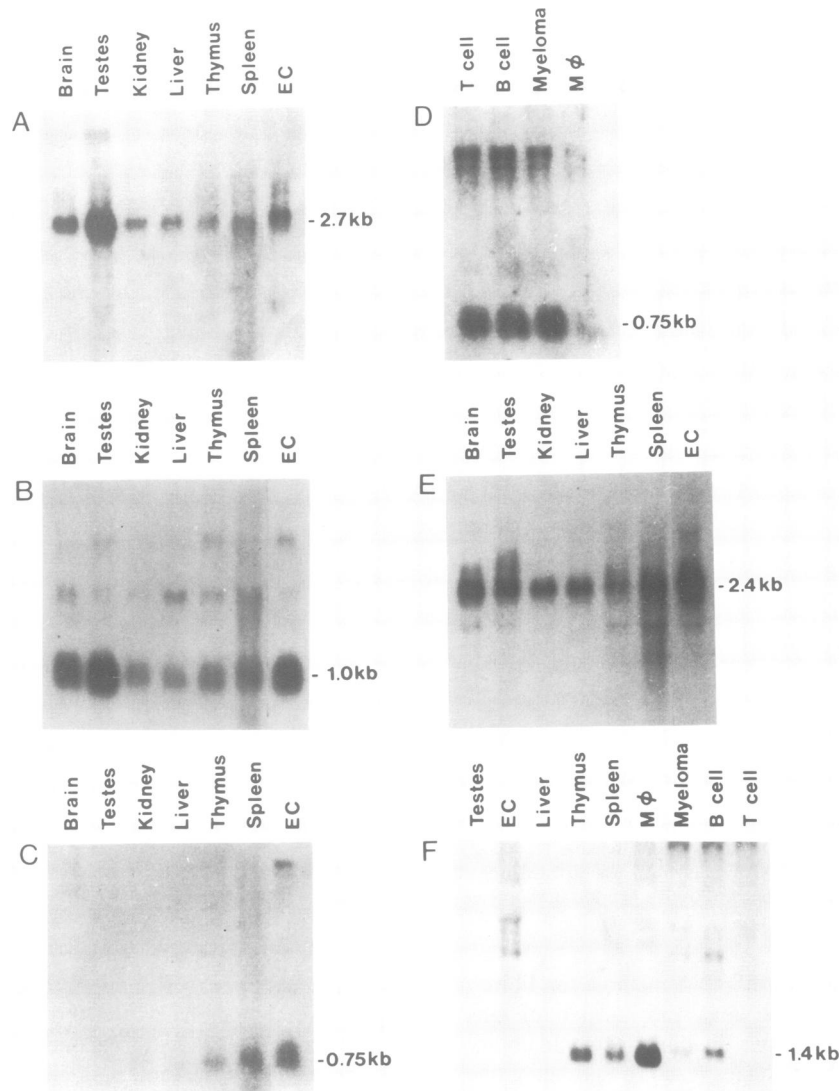 Brain Testes Kidney Liver Thymus Spleen EC
A
- 2.7kb
T cell B cell Myeloma M ϕ
D
- 0.75kb
Brain Testes Kidney Liver Thymus Spleen EC
B
- 1.0kb
Brain Testes Kidney Liver Thymus Spleen EC
E
- 2.4kb
Brain Testes Kidney Liver Thymus Spleen EC
C
- 0.75kb
Testes EC Liver Thymus Spleen M ϕ Myeloma B cell T cell
F
- 1.4kb